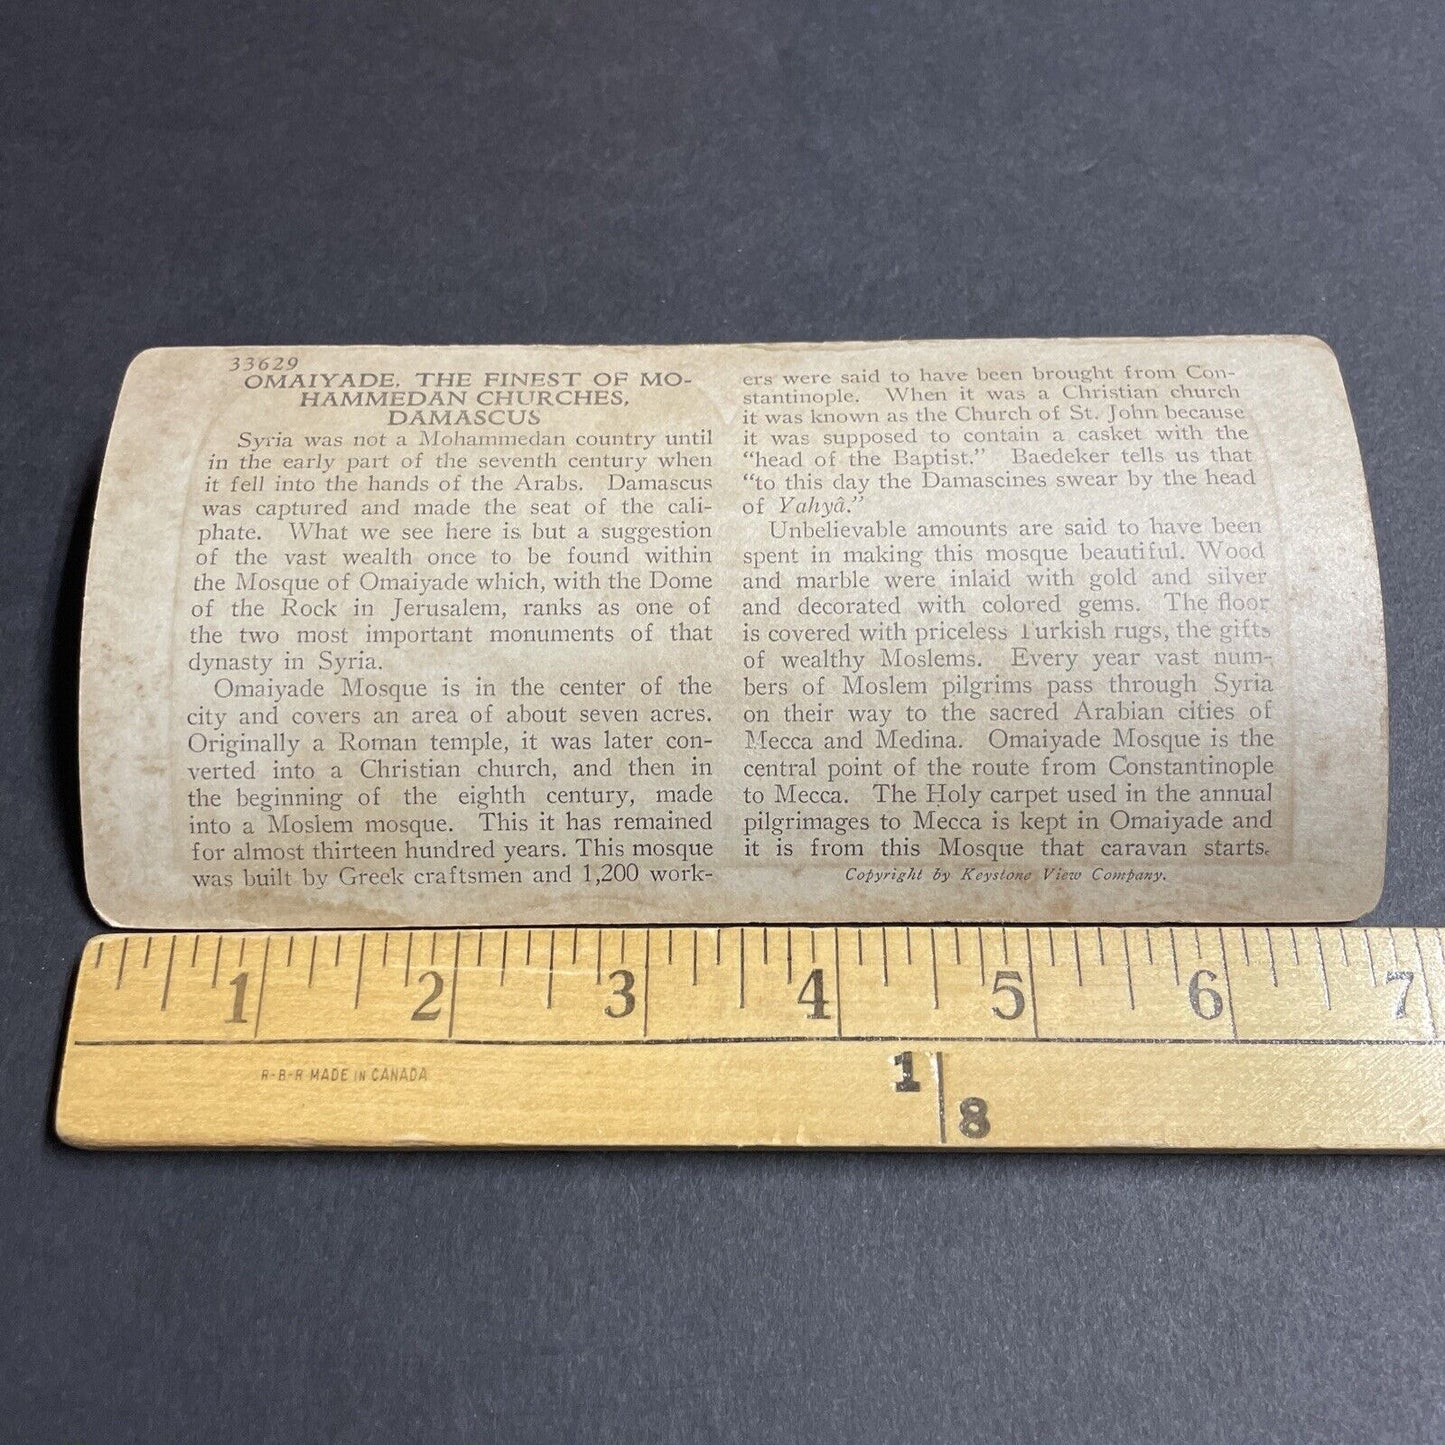 33629
OMAIYADE, THE FINEST OF MO-
HAMMEDAN CHURCHES,
DAMASCUS
Syria was not a Mohammedan country until
in the early part of the seventh century when
it fell into the hands of the Arabs. Damascus
was captured and made the seat of the cali-
phate. What we see here is but a suggestion
of the vast wealth once to be found within
the Mosque of Omaiyade which, with the Dome
of the Rock in Jerusalem, ranks as one of
the two most important monuments of that
dynasty in Syria.
Omaiyade Mosque is in the center of the
city and covers an area of about seven acres.
Originally a Roman temple, it was later con-
verted into a Christian church, and then in
the beginning of the eighth century, made
into a Moslem mosque. This it has remained
for almost thirteen hundred years. This mosque
was built by Greek craftsmen and 1,200 work-
ers were said to have been brought from Con-
stantinople. When it was a Christian church
it was known as the Church of St. John because
it was supposed to contain a casket with the
"head of the Baptist." Baedeker tells us that
"to this day the Damascines swear by the head
of Yahyâ."
Unbelievable amounts are said to have been
spent in making this mosque beautiful. Wood
and marble were inlaid with gold and silver
and decorated with colored gems. The floor
is covered with priceless Turkish rugs, the gifts
of wealthy Moslems. Every year vast num-
bers of Moslem pilgrims pass through Syria
on their way to the sacred Arabian cities of
Mecca and Medina. Omaiyade Mosque is the
central point of the route from Constantinople
to Mecca. The Holy carpet used in the annual
pilgrimages to Mecca is kept in Omaiyade and
it is from this Mosque that caravan starts.
Copyright by Keystone View Company.
1 2 3 4 5 6 7
R-B-R MADE IN CANADA
1
8